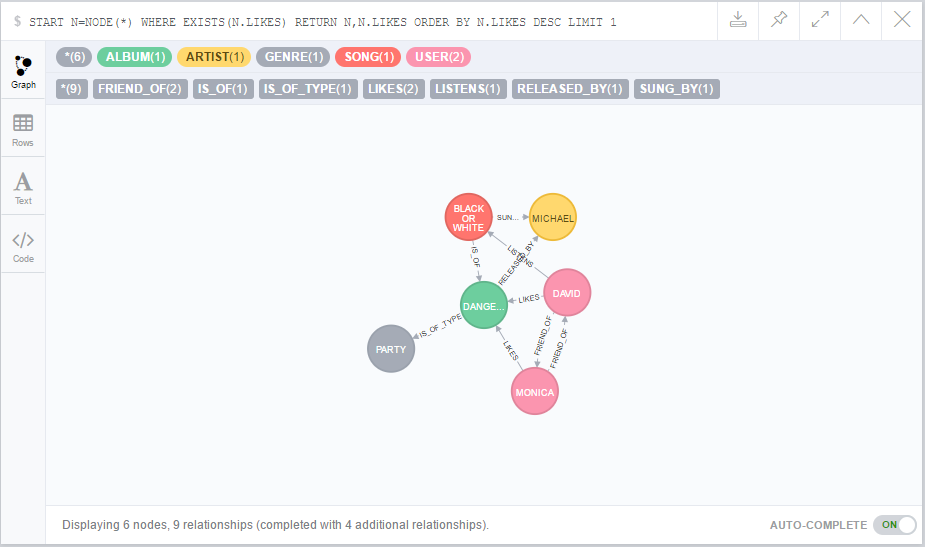 $ START N=NODE(*) WHERE EXISTS(N.LIKES) RETURN N,N.LIKES ORDER BY N.LIKES DESC LIMIT 1
*(6) ALBUM(1) ARTIST(1) GENRE(1) SONG(1) USER(2)
*(9) FRIEND_OF(2) IS_OF(1) IS_OF_TYPE(1) LIKES(2) LISTENS(1) RELEASED_BY(1) SUNG_BY(1)
Graph
Rows
A
Text
</>
Code
BLACK
OR
WHITE
SUN...
MICHAEL
IS_OF
LISTENS
RELEASED_BY
DANGE...
LIKES
DAVID
IS_OF_TYPE
PARTY
LIKES
FRIEND_OF
FRIEND_OF
MONICA
Displaying 6 nodes, 9 relationships (completed with 4 additional relationships).
AUTO-COMPLETE ON